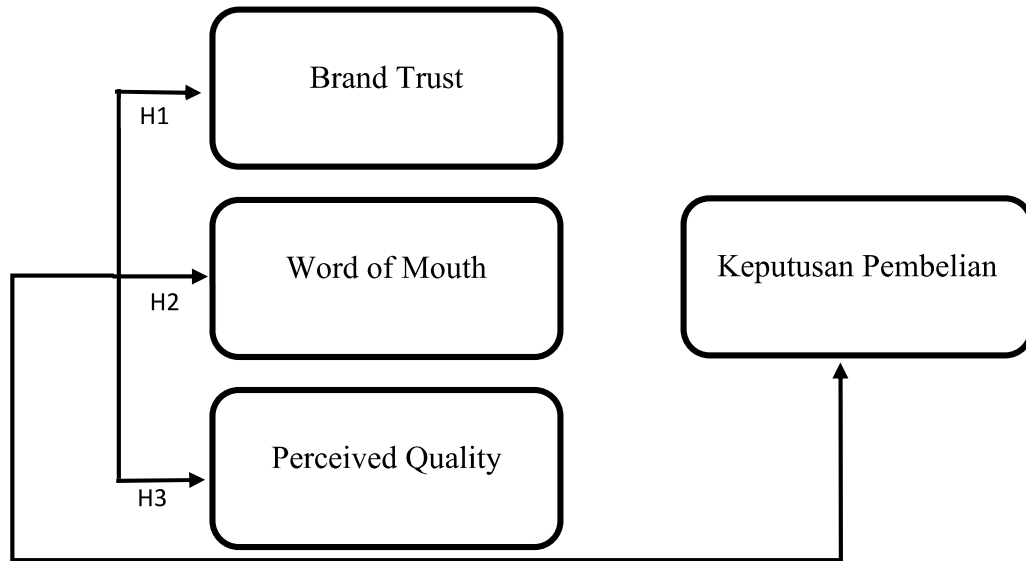 Brand Trust
H1
Word of Mouth
H2
Keputusan Pembelian
Perceived Quality
H3